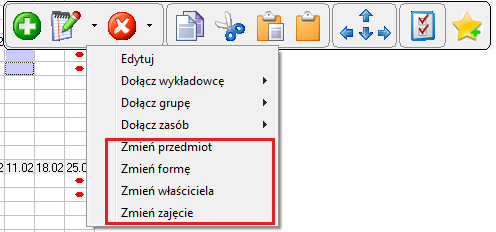 Edytuj
Dołącz wykładowcę
Dołącz grupę
Dołącz zasób
Zmień przedmiot
Zmień formę
Zmień właściciela
Zmień zajęcie
2 11.02 18.02 25.0